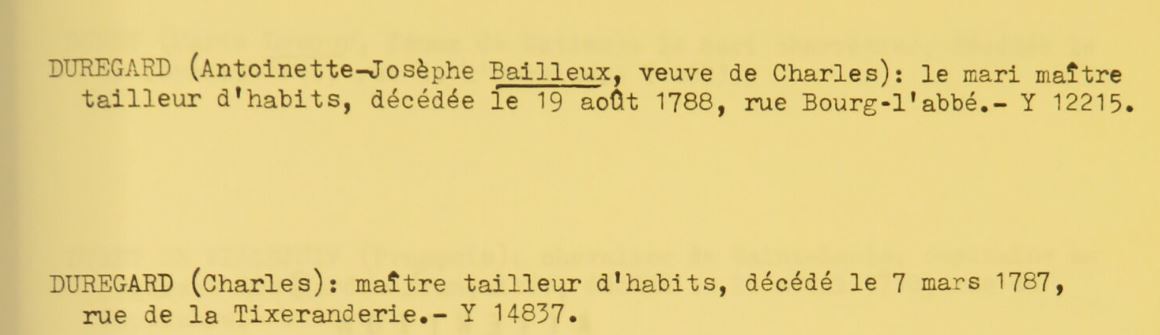 DUREGARD (Antoinette-Josèphe Bailleux, veuve de Charles): le mari maître
tailleur d'habits, décédée le 19 août 1788, rue Bourg-l'abbé.- Y 12215.
DUREGARD (Charles): maître tailleur d'habits, décédé le 7 mars 1787,
rue de la Tixeranderie.- Y 14837.